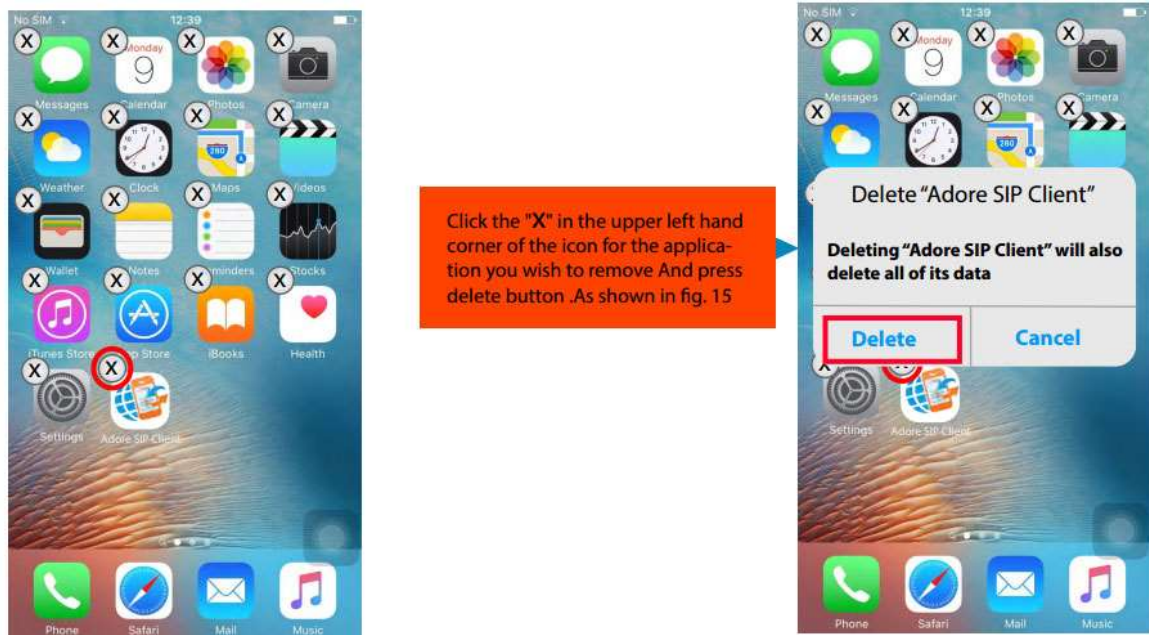 No SIM 12:39
X X X X
Monday
9
Messages Calendar Photos Camera
X X X X
280
Weather Clock Maps Videos
X X X X
Wallet Notes Reminders Stocks
X X X X
iTunes Store App Store iBooks Health
X X
Settings Adore SIP Client
Phone Safari Mail Music
Click the "X" in the upper left hand
corner of the icon for the applica-
tion you wish to remove And press
delete button .As shown in fig. 15
No SIM 12:39
X X X X
Monday
9
Messages Calendar Photos Camera
X X X X
280
Delete “Adore SIP Client”
Deleting “Adore SIP Client” will also
delete all of its data
Delete Cancel
X X
Settings Adore SIP Client
Phone Safari Mail Music